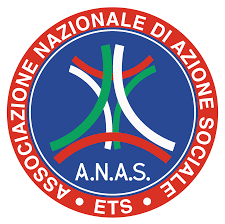 ASSOCIAZIONE NAZIONALE DI AZIONE SOCIALE
A.N.A.S.
• ETS •